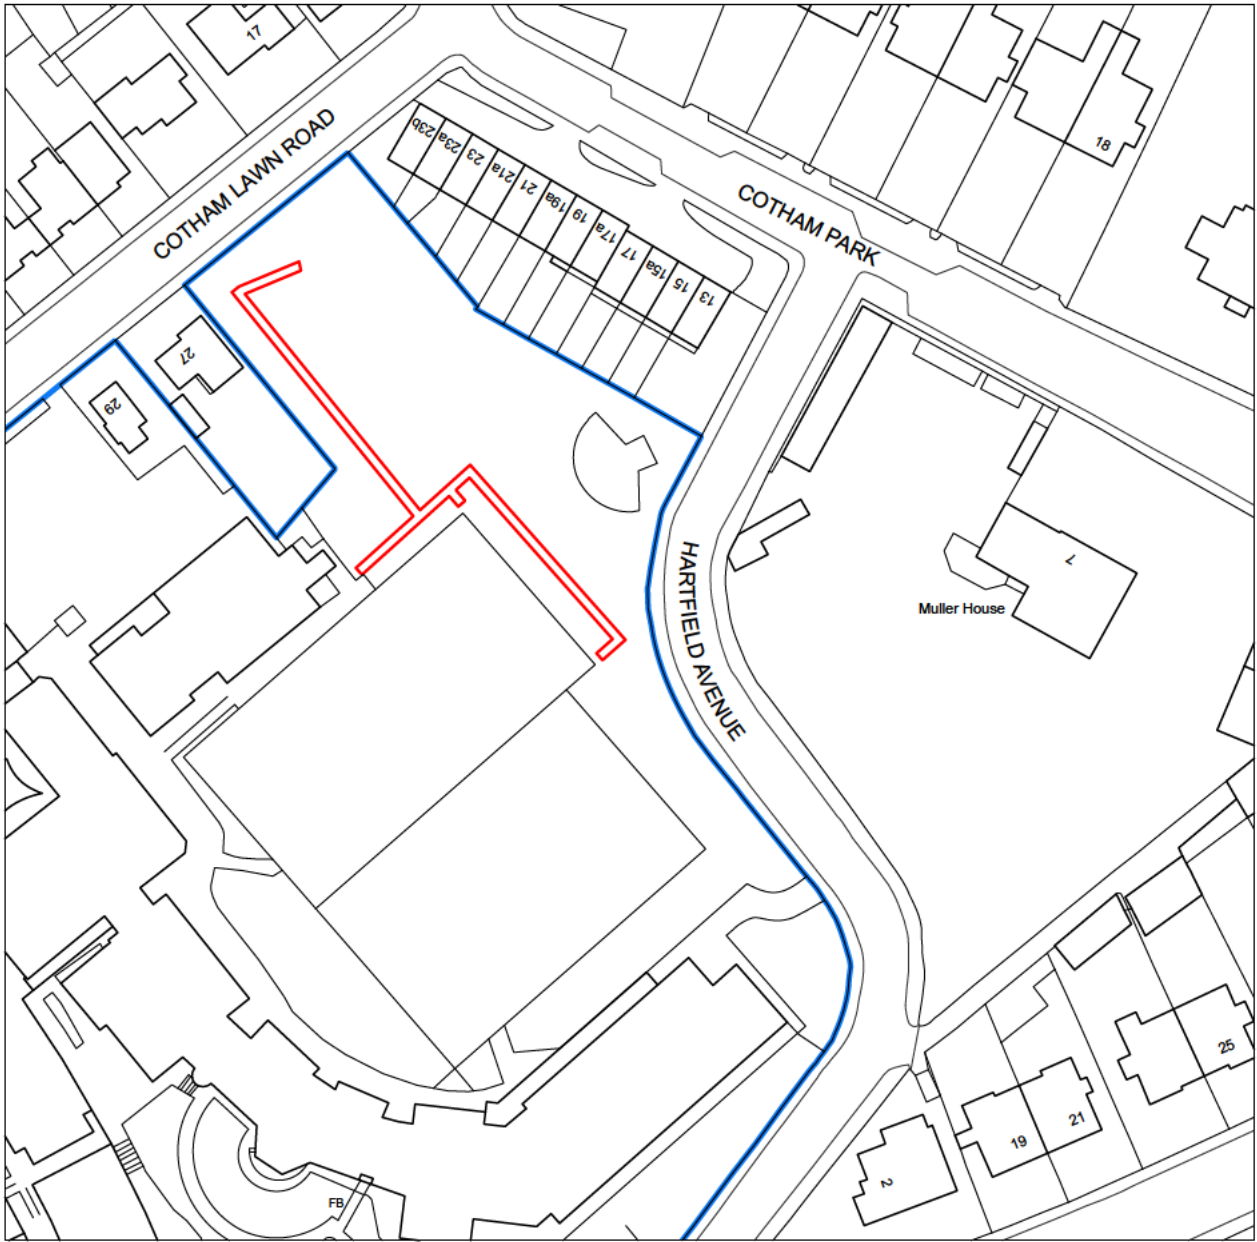 17
COTHAM LAWN ROAD
18
23b
23a
23
21a
21
19a
19
17a
17
15a
15
13
COTHAM PARK
27
29
HARTFIELD AVENUE
7
Muller House
25
21
19
2
FB